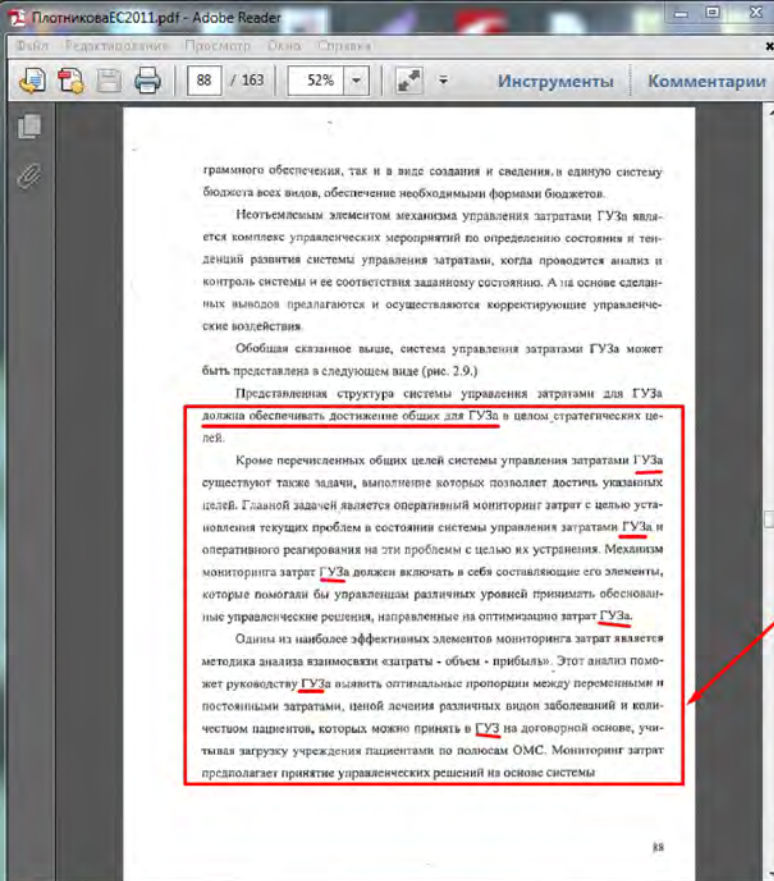 ПлотниковаЕС2011.pdf - Adobe Reader
Файл Редактирование Просмотр Окно Справка
88 / 163 52% Инструменты Комментарии
граммного обеспечения, так и в виде создания и сведения в единую систему
бюджета всех видов, обеспечение необходимыми формами бюджетов.
Неотъемлемым элементом механизма управления затратами ГУЗа явля-
ется комплекс управленческих мероприятий по определению состояния и тен-
денций развития системы управления затратами, когда проводится анализ и
контроль системы и ее соответствия заданному состоянию. А на основе сделан-
ных выводов предлагаются и осуществляются корректирующие управленче-
ские воздействия.
Обобщая сказанное выше, система управления затратами ГУЗа может
быть представлена в следующем виде (рис. 2.9.)
Представленная структура системы управления затратами для ГУЗа
должна обеспечивать достижение общих для ГУЗа в целом стратегических це-
лей.
Кроме перечисленных общих целей системы управления затратами ГУЗа
существуют также задачи, выполнение которых позволяет достичь указанных
целей. Главной задачей является оперативный мониторинг затрат с целью уста-
новления текущих проблем в состоянии системы управления затратами ГУЗа и
оперативного реагирования на эти проблемы с целью их устранения. Механизм
мониторинга затрат ГУЗа должен включать в себя составляющие его элементы,
которые помогали бы управленцам различных уровней принимать обоснован-
ные управленческие решения, направленные на оптимизацию затрат ГУЗа.
Одним из наиболее эффективных элементов мониторинга затрат является
методика анализа взаимосвязи «затраты - объем - прибыль». Этот анализ помо-
жет руководству ГУЗа выявить оптимальные пропорции между переменными и
постоянными затратами, ценой лечения различных видов заболеваний и коли-
чеством пациентов, которых можно принять в ГУЗ на договорной основе, учи-
тывая загрузку учреждения пациентами по полюсам ОМС. Мониторинг затрат
предполагает принятие управленческих решений на основе системы
88